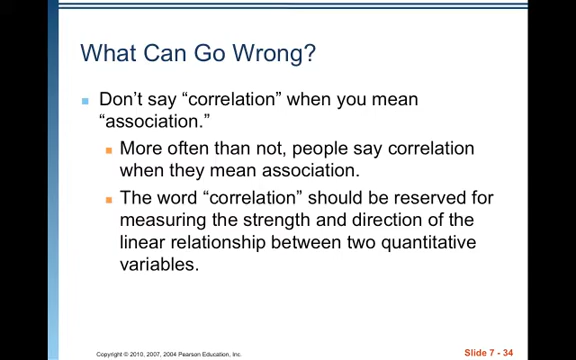 What Can Go Wrong?
Don’t say “correlation” when you mean
“association.”
More often than not, people say correlation
when they mean association.
The word “correlation” should be reserved for
measuring the strength and direction of the
linear relationship between two quantitative
variables.
Copyright © 2010, 2007, 2004 Pearson Education, Inc.
Slide 7 - 34